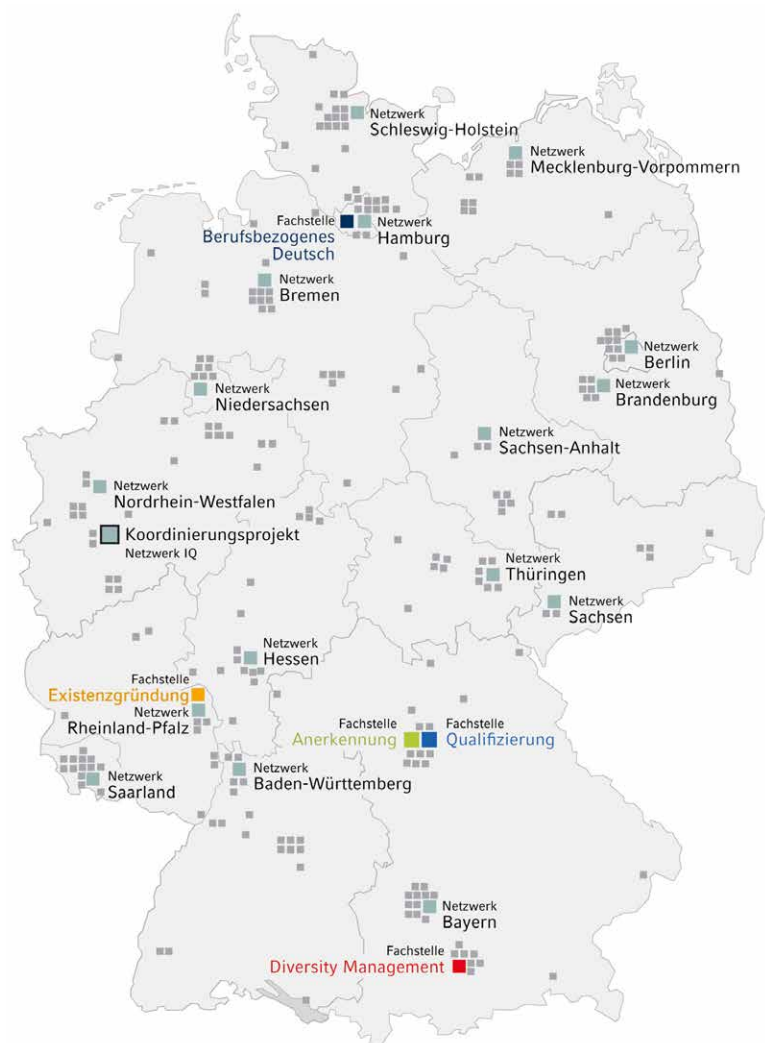 Netzwerk
Schleswig-Holstein
Netzwerk
Mecklenburg-Vorpommern
Fachstelle
Berufsbezogenes
Deutsch
Netzwerk
Hamburg
Netzwerk
Bremen
Netzwerk
Berlin
Netzwerk
Brandenburg
Netzwerk
Niedersachsen
Netzwerk
Sachsen-Anhalt
Netzwerk
Nordrhein-Westfalen
Koordinierungsprojekt
Netzwerk IQ
Netzwerk
Thüringen
Netzwerk
Sachsen
Netzwerk
Hessen
Fachstelle
Existenzgründung
Netzwerk
Rheinland-Pfalz
Fachstelle
Anerkennung
Fachstelle
Qualifizierung
Netzwerk
Saarland
Netzwerk
Baden-Württemberg
Netzwerk
Bayern
Fachstelle
Diversity Management